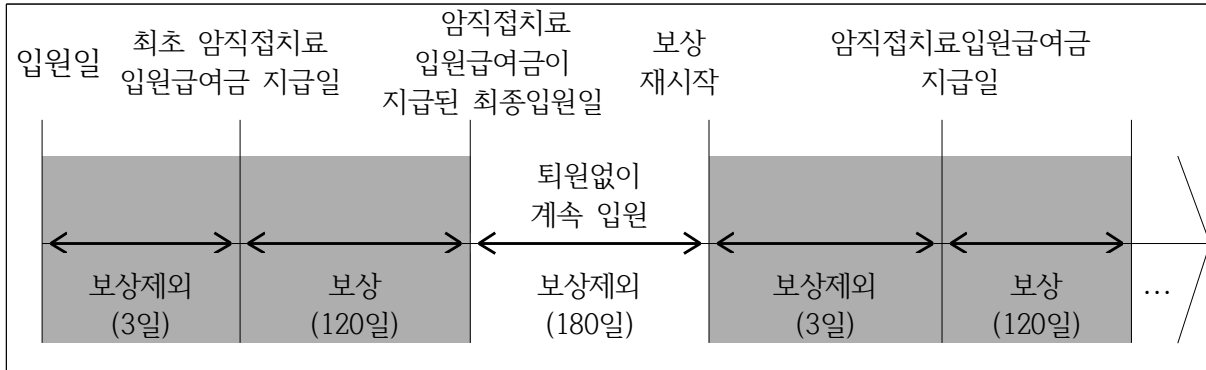 입원일
최초 암직접치료
입원급여금 지급일
암직접치료
입원급여금이
지급된 최종입원일
보상
재시작
암직접치료입원급여금
지급일
퇴원없이
계속 입원
보상제외
(3일)
보상
(120일)
보상제외
(180일)
보상제외
(3일)
보상
(120일)
…